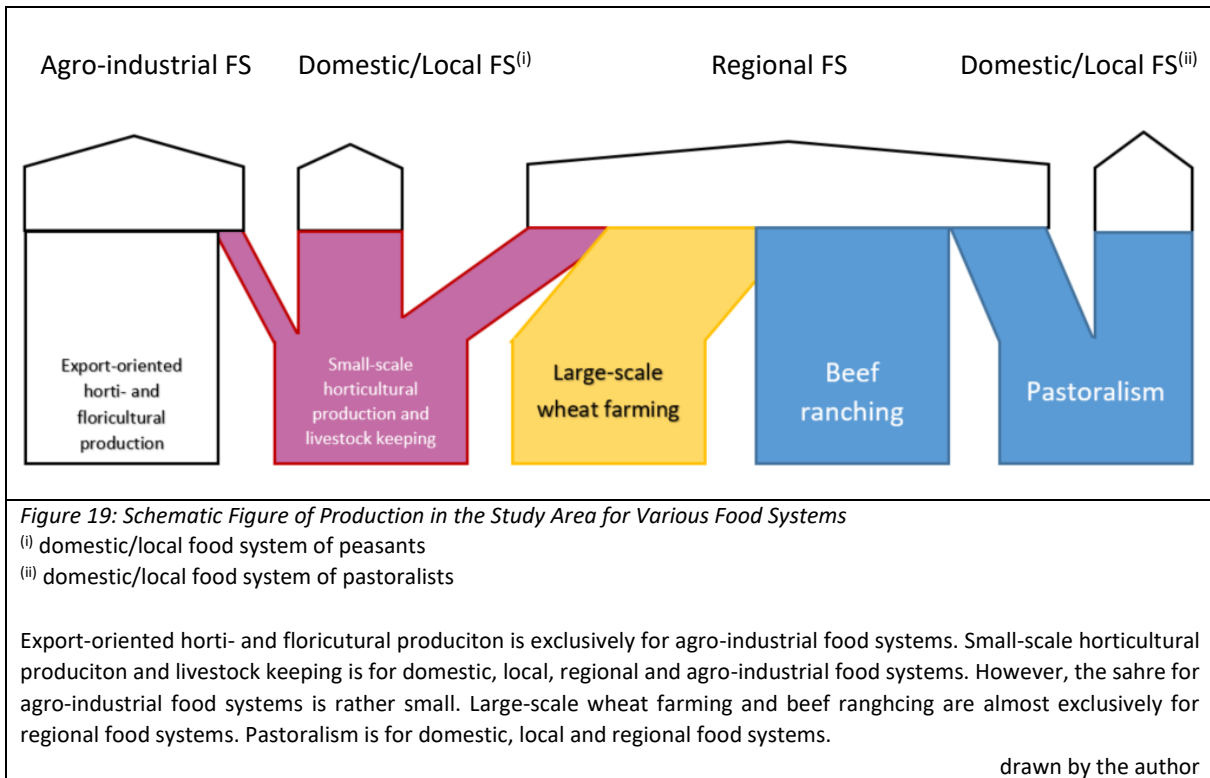 Agro-industrial FS Domestic/Local FS(i) Regional FS Domestic/Local FS(ii)
Export-oriented
horti- and
floricultural
production
Small-scale
horticultural
production and
livestock keeping
Large-scale
wheat farming
Beef
ranching
Pastoralism
Figure 19: Schematic Figure of Production in the Study Area for Various Food Systems
(i) domestic/local food system of peasants
(ii) domestic/local food system of pastoralists
Export-oriented horti- and floricutural produciton is exclusively for agro-industrial food systems. Small-scale horticultural
produciton and livestock keeping is for domestic, local, regional and agro-industrial food systems. However, the sahre for
agro-industrial food systems is rather small. Large-scale wheat farming and beef ranghcing are almost exclusively for
regional food systems. Pastoralism is for domestic, local and regional food systems.
drawn by the author